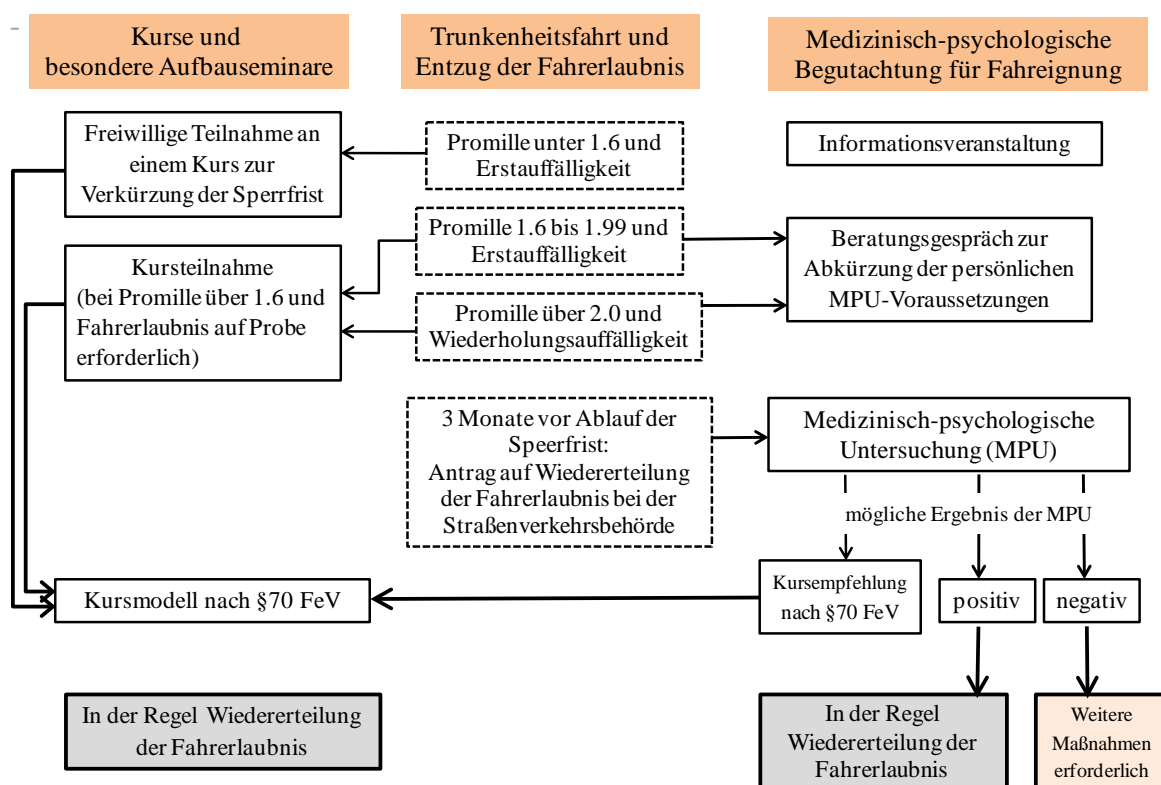 Kurse und
besondere Aufbauseminare
Trunkenheitsfahrt und
Entzug der Fahrerlaubnis
Medizinisch-psychologische
Begutachtung für Fahreignung
Freiwillige Teilnahme an
einem Kurs zur
Verkürzung der Sperrfrist
Promille unter 1.6 und
Erstauffälligkeit
Informationsveranstaltung
Kursteilnahme
(bei Promille über 1.6 und
Fahrerlaubnis auf Probe
erforderlich)
Promille 1.6 bis 1.99 und
Erstauffälligkeit
Promille über 2.0 und
Wiederholungsauffälligkeit
Beratungsgespräch zur
Abkürzung der persönlichen
MPU-Voraussetzungen
3 Monate vor Ablauf der
Speerfrist:
Antrag auf Wiedererteilung
der Fahrerlaubnis bei der
Straßenverkehrsbehörde
Medizinisch-psychologische
Untersuchung (MPU)
mögliche Ergebnis der MPU
Kursmodell nach §70 FeV
Kursempfehlung
nach §70 FeV
positiv
negativ
In der Regel Wiedererteilung
der Fahrerlaubnis
In der Regel
Wiedererteilung der
Fahrerlaubnis
Weitere
Maßnahmen
erforderlich